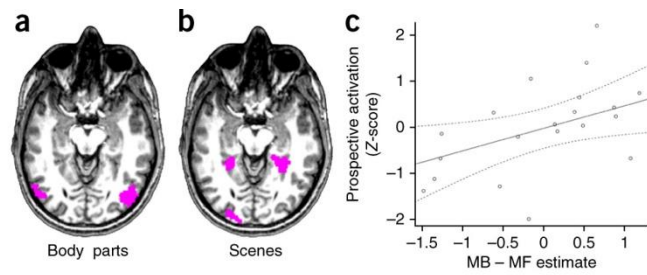 a
b
c
Body parts
Scenes
Prospective activation
(Z-score)
2
1
0
−1
−2
−1.5
−1
−0.5
0
0.5
1
MB – MF estimate